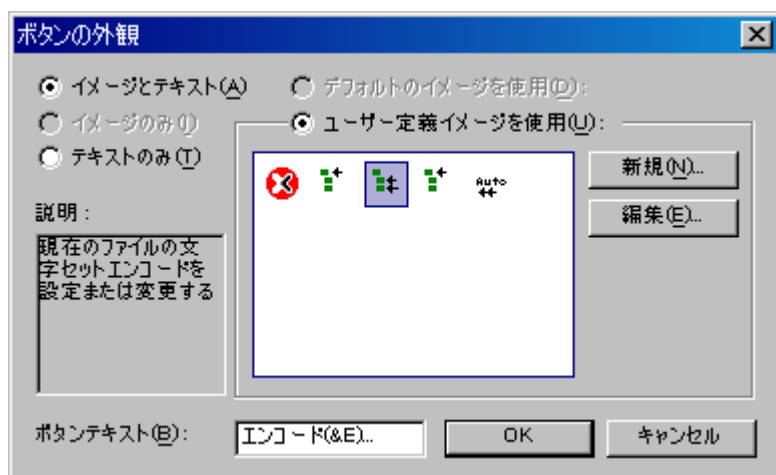 ボタンの外観
イメージとテキスト(A)
デフォルトのイメージを使用(D):
イメージのみ(I)
ユーザー定義イメージを使用(U):
テキストのみ(T)
Auto
新規(N)...
編集(E)...
説明:
現在のファイルの文
字セットエンコードを
設定または変更する
ボタンテキスト(B):
エンコード(&E)...
OK
キャンセル